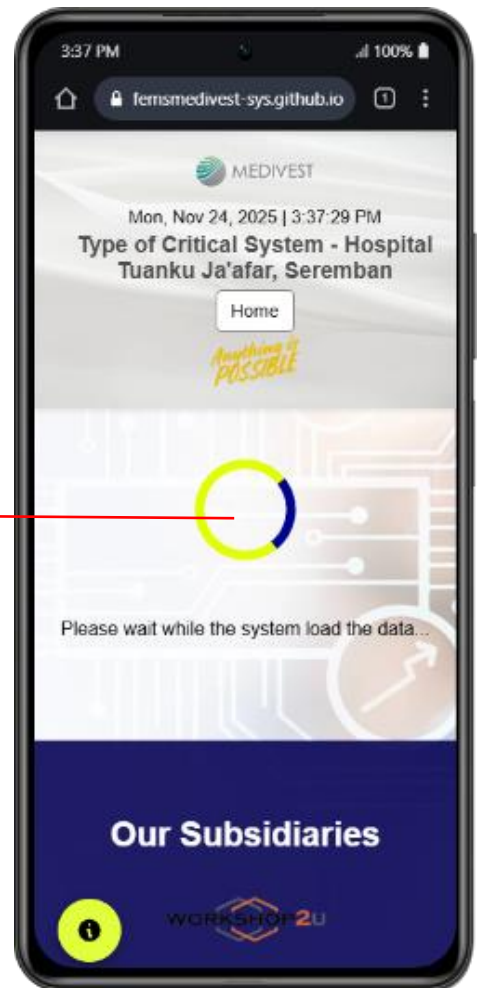 3:37 PM
100%
femsmedivest-sys.github.io
1
MEDIVEST
Mon, Nov 24, 2025 | 3:37:29 PM
Type of Critical System - Hospital
Tuanku Ja'afar, Seremban
Home
Anything is
POSSIBLE
Please wait while the system load the data...
Our Subsidiaries
WORKSHOP2U